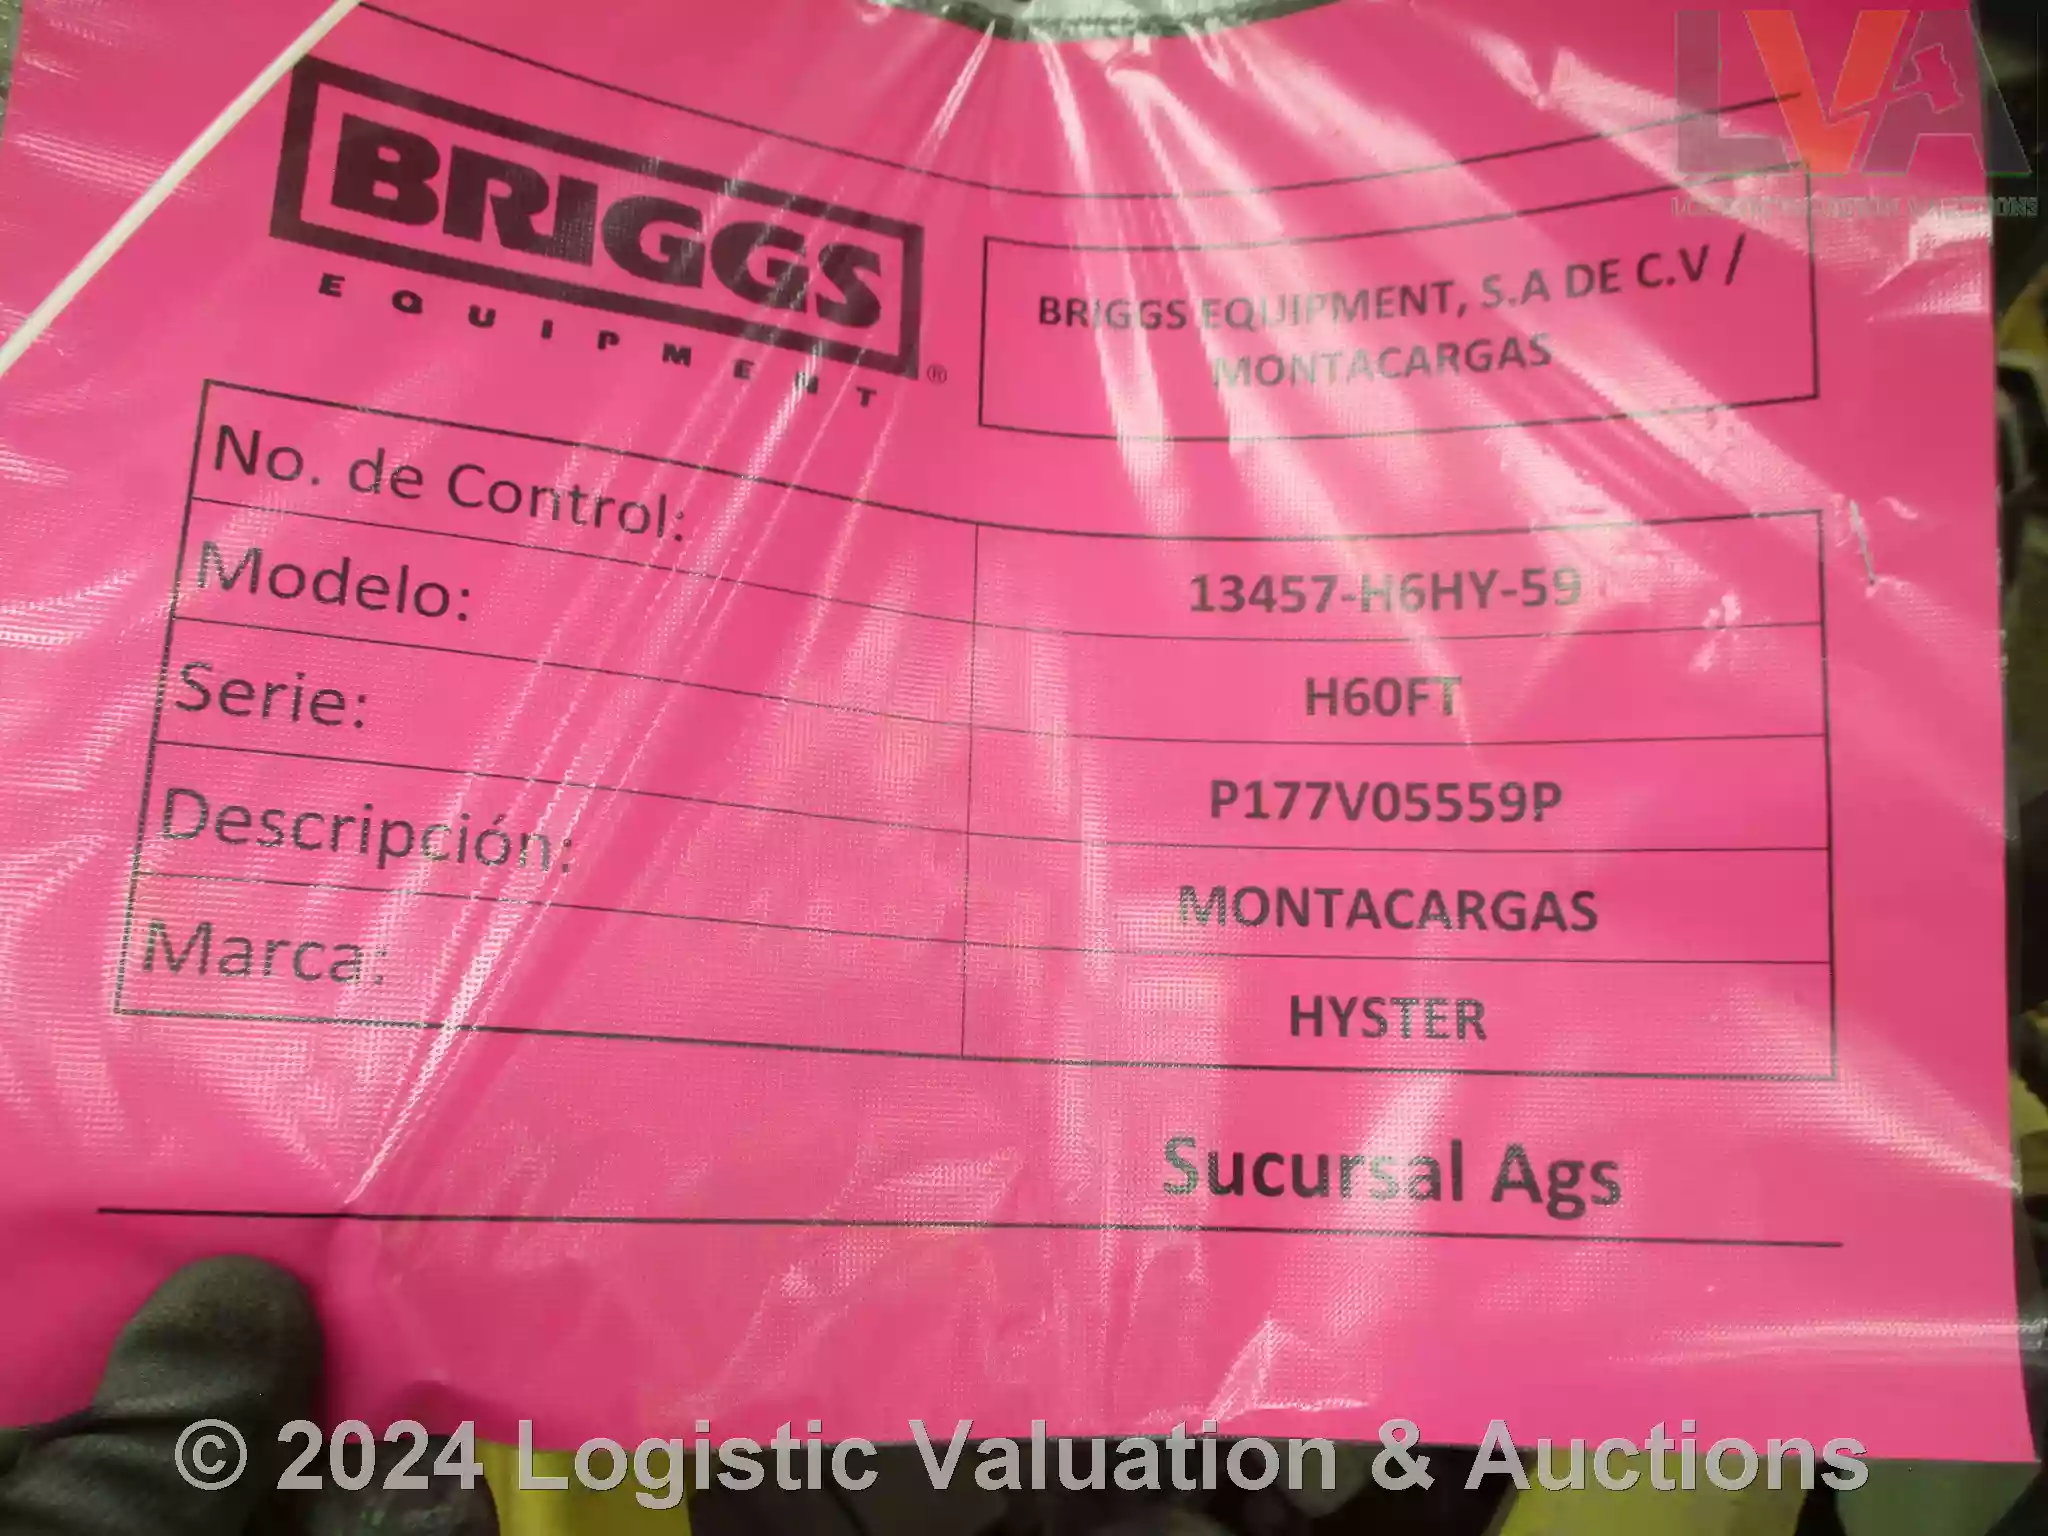 LVA
BRIGGS
EQUIPMENT®
BRIGGS EQUIPMENT, S.A DE C.V /
MONTACARGAS
No. de Control: 13457-H6HY-59
Modelo: H60FT
Serie: P177V05559P
Descripción: MONTACARGAS
Marca: HYSTER
Sucursal Ags
© 2024 Logistic Valuation & Auctions